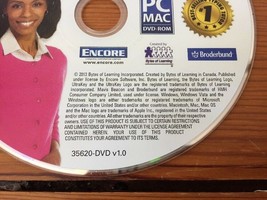 PC
MAC
DVD-ROM
1
ENCORE
www.encore.com
Created by
Bytes of Learning
Broderbund
© 2011 Bytes of Learning Incorporated. Created by Bytes of Learning in Canada. Published
under license by Encore Software, Inc. Bytes of Learning, the Bytes of Learning Logo,
UltraKey and the UltraKey Logo are registered trademarks of Bytes of Learning
Incorporated. Mavis Beacon and Broderbund are registered trademarks of HMH
Consumer Company Limited, used under license. Windows, Windows Vista and the
Windows logo are either trademarks or registered trademarks of Microsoft
Corporation in the United States and/or other countries. Macintosh, Mac, Mac OS
and the Mac logo are trademarks of Apple Inc., registered in the United States
and/or other countries. All other trademarks are the property of their respective
owners. USE OF THIS PRODUCT IS SUBJECT TO CERTAIN RESTRICTIONS
AND LIMITATIONS OF WARRANTY UNDER THE LICENSE AGREEMENT
CONTAINED HEREIN. YOUR USE OF THIS PRODUCT
CONSTITUTES YOUR AGREEMENT TO ITS TERMS.
35620-DVD v1.0